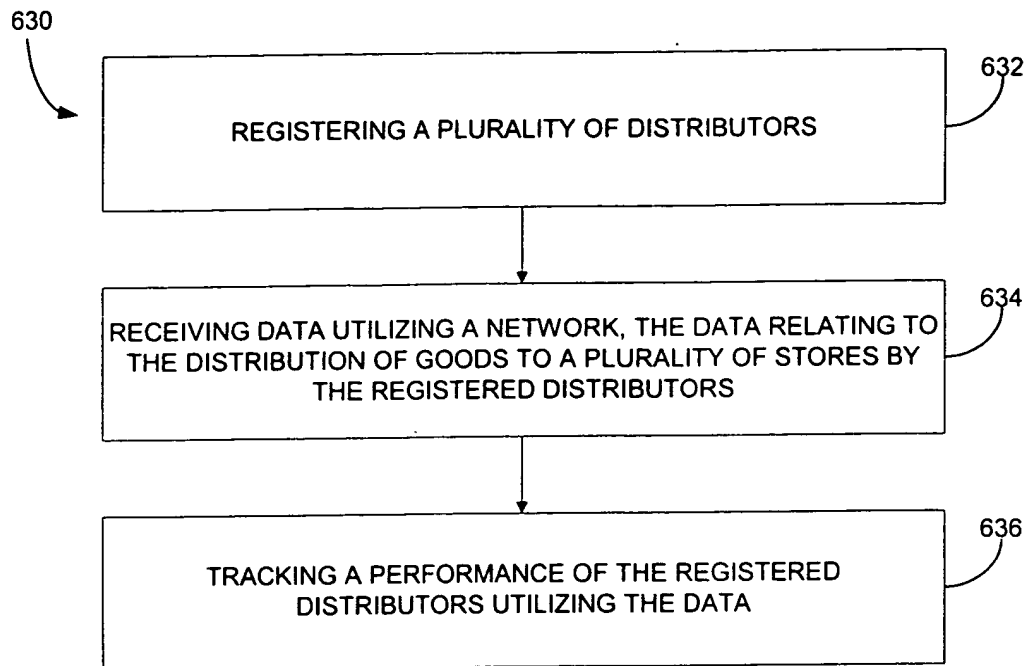 630
632
REGISTERING A PLURALITY OF DISTRIBUTORS
634
RECEIVING DATA UTILIZING A NETWORK, THE DATA RELATING TO
THE DISTRIBUTION OF GOODS TO A PLURALITY OF STORES BY
THE REGISTERED DISTRIBUTORS
636
TRACKING A PERFORMANCE OF THE REGISTERED
DISTRIBUTORS UTILIZING THE DATA